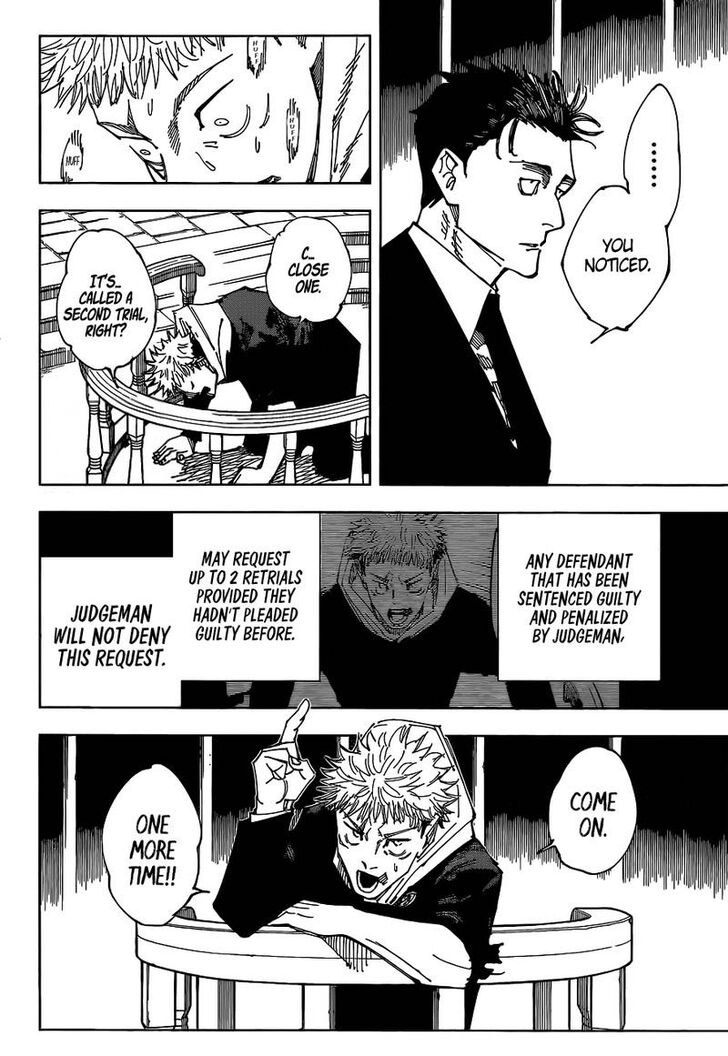 ......
YOU
NOTICED.
HUFF
HUFF
HUFF
C...
CLOSE
ONE.
IT'S...
CALLED A
SECOND TRIAL,
RIGHT?
ANY DEFENDANT
THAT HAS BEEN
SENTENCED GUILTY
AND PENALIZED
BY JUDGEMAN,
MAY REQUEST
UP TO 2 RETRIALS
PROVIDED THEY
HADN'T PLEADED
GUILTY BEFORE.
JUDGEMAN
WILL NOT DENY
THIS REQUEST.
COME
ON.
ONE
MORE
TIME!!